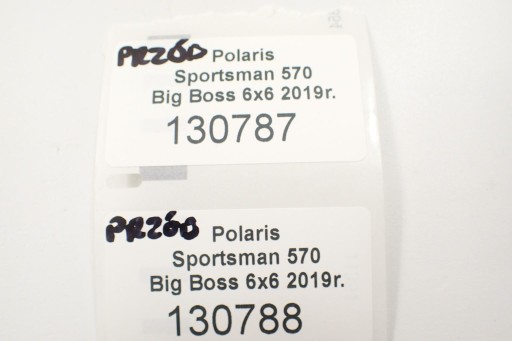 PRZÓD Polaris
Sportsman 570
Big Boss 6x6 2019r.
130787
PRZÓD Polaris
Sportsman 570
Big Boss 6x6 2019r.
130788